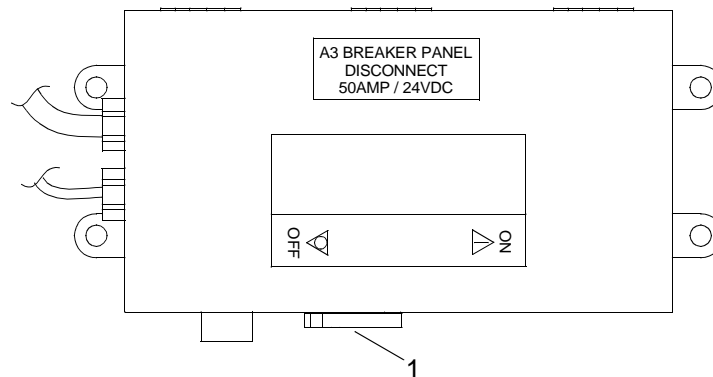 A3 BREAKER PANEL
DISCONNECT
50AMP / 24VDC
OFF
ON
1